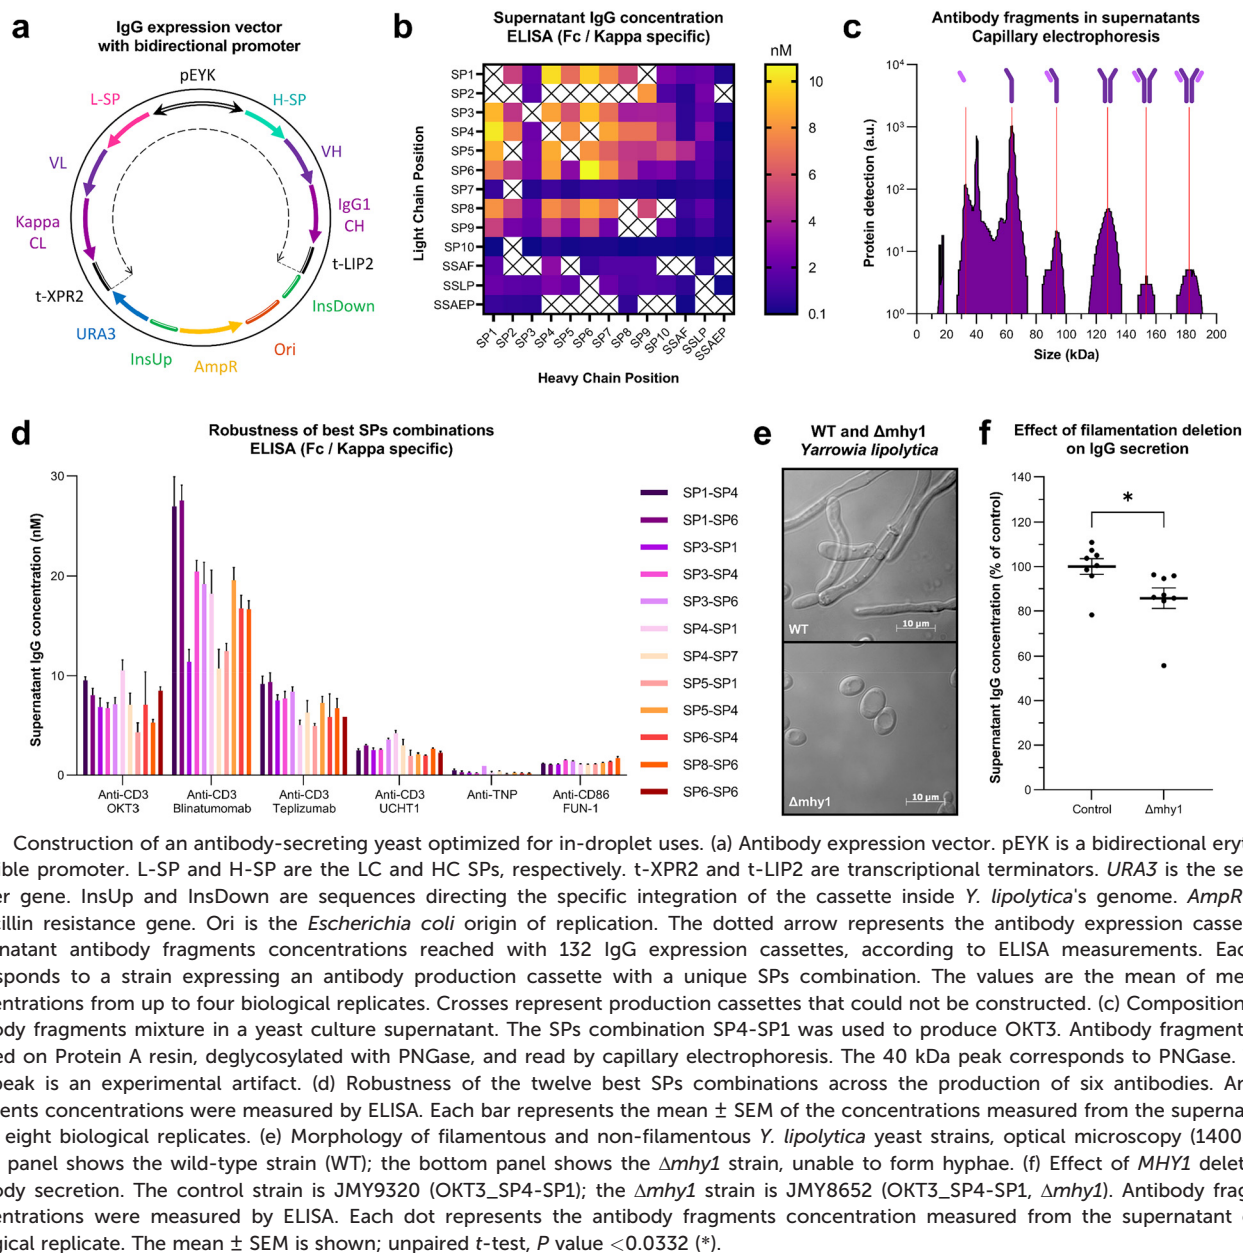 a
IgG expression vector
with bidirectional promoter
pEYK
L-SP
H-SP
VL
VH
Kappa
CL
IgG1
CH
t-LIP2
t-XPR2
InsDown
URA3
InsUp
AmpR
Ori
b
Supernatant IgG concentration
ELISA (Fc / Kappa specific)
nM
10
8
6
4
2
0.1
Light Chain Position
SP1
SP2
SP3
SP4
SP5
SP6
SP7
SP8
SP9
SP10
SSAF
SSLP
SSAEP
SP1
SP2
SP3
SP4
SP5
SP6
SP7
SP8
SP9
SP10
SSAF
SSLP
SSAEP
Heavy Chain Position
c
Antibody fragments in supernatants
Capillary electrophoresis
Protein detection (a.u.)
10⁴
10³
10²
10¹
10⁰
0 20 40 60 80 100 120 140 160 180 200
Size (kDa)
d
Robustness of best SPs combinations
ELISA (Fc / Kappa specific)
Supernatant IgG concentration (nM)
30
20
10
0
Anti-CD3
OKT3
Anti-CD3
Blinatumomab
Anti-CD3
Teplizumab
Anti-CD3
UCHT1
Anti-TNP
Anti-CD86
FUN-1
SP1-SP4
SP1-SP6
SP3-SP1
SP3-SP4
SP3-SP6
SP4-SP1
SP4-SP7
SP5-SP1
SP5-SP4
SP6-SP4
SP8-SP6
SP6-SP6
e
WT and Δmhy1
Yarrowia lipolytica
10 µm
WT
10 µm
Δmhy1
f
Effect of filamentation deletion
on IgG secretion
Supernatant IgG concentration (% of control)
140
120
100
80
60
40
20
0
*
Control
Δmhy1
Construction of an antibody-secreting yeast optimized for in-droplet uses. (a) Antibody expression vector. pEYK is a bidirectional eryt
ible promoter. L-SP and H-SP are the LC and HC SPs, respectively. t-XPR2 and t-LIP2 are transcriptional terminators. URA3 is the se
er gene. InsUp and InsDown are sequences directing the specific integration of the cassette inside Y. lipolytica's genome. AmpR
cillin resistance gene. Ori is the Escherichia coli origin of replication. The dotted arrow represents the antibody expression casse
natant antibody fragments concentrations reached with 132 IgG expression cassettes, according to ELISA measurements. Eac
sponds to a strain expressing an antibody production cassette with a unique SPs combination. The values are the mean of me
entrations from up to four biological replicates. Crosses represent production cassettes that could not be constructed. (c) Composition
ody fragments mixture in a yeast culture supernatant. The SPs combination SP4-SP1 was used to produce OKT3. Antibody fragment
ed on Protein A resin, deglycosylated with PNGase, and read by capillary electrophoresis. The 40 kDa peak corresponds to PNGase.
peak is an experimental artifact. (d) Robustness of the twelve best SPs combinations across the production of six antibodies. An
ents concentrations were measured by ELISA. Each bar represents the mean ± SEM of the concentrations measured from the superna
eight biological replicates. (e) Morphology of filamentous and non-filamentous Y. lipolytica yeast strains, optical microscopy (1400
panel shows the wild-type strain (WT); the bottom panel shows the Δmhy1 strain, unable to form hyphae. (f) Effect of MHY1 delet
ody secretion. The control strain is JMY9320 (OKT3_SP4-SP1); the Δmhy1 strain is JMY8652 (OKT3_SP4-SP1, Δmhy1). Antibody frag
entrations were measured by ELISA. Each dot represents the antibody fragments concentration measured from the supernatant
gical replicate. The mean ± SEM is shown; unpaired t-test, P value <0.0332 (*).